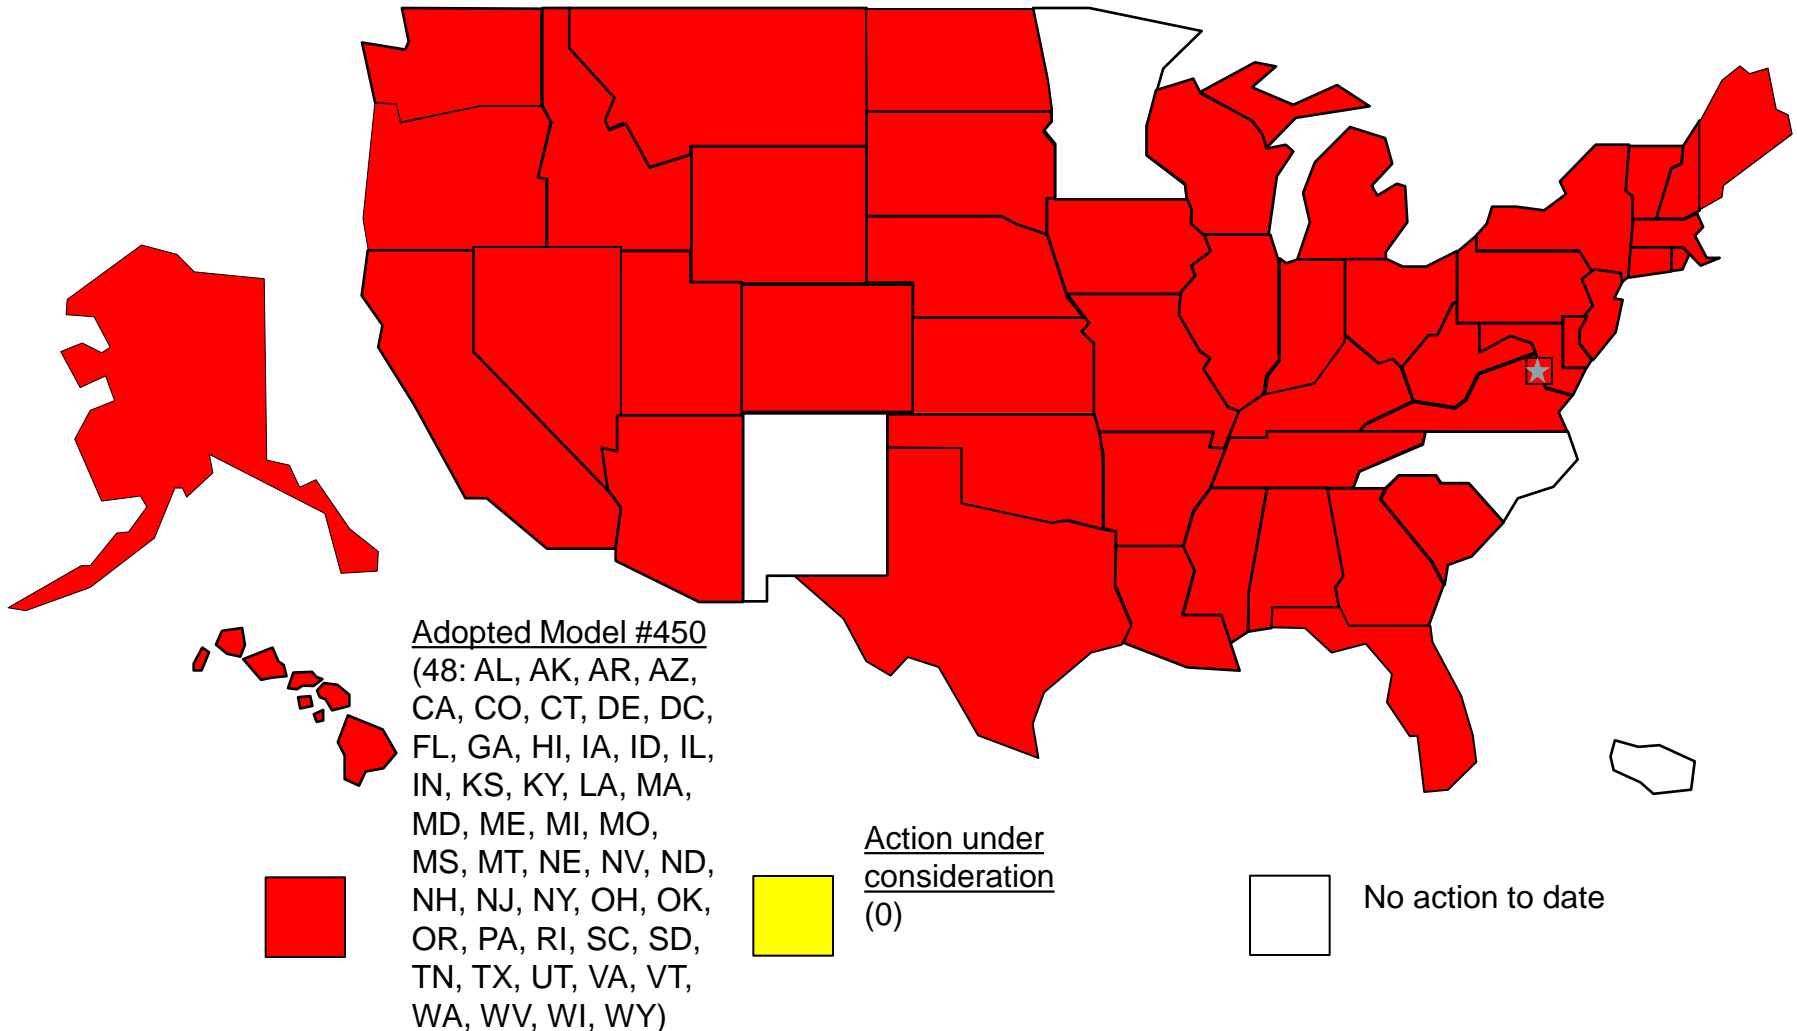 Adopted Model #450
(48: AL, AK, AR, AZ,
CA, CO, CT, DE, DC,
FL, GA, HI, IA, ID, IL,
IN, KS, KY, LA, MA,
MD, ME, MI, MO,
MS, MT, NE, NV, ND,
NH, NJ, NY, OH, OK,
OR, PA, RI, SC, SD,
TN, TX, UT, VA, VT,
WA, WV, WI, WY)
Action under
consideration
(0)
No action to date